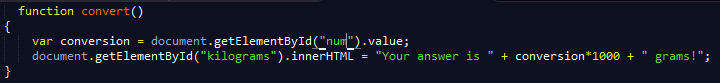 function convert()
{
var conversion = document.getElementById("num").value;
document.getElementById("kilograms").innerHTML = "Your answer is " + conversion*1000 + " grams!";
}